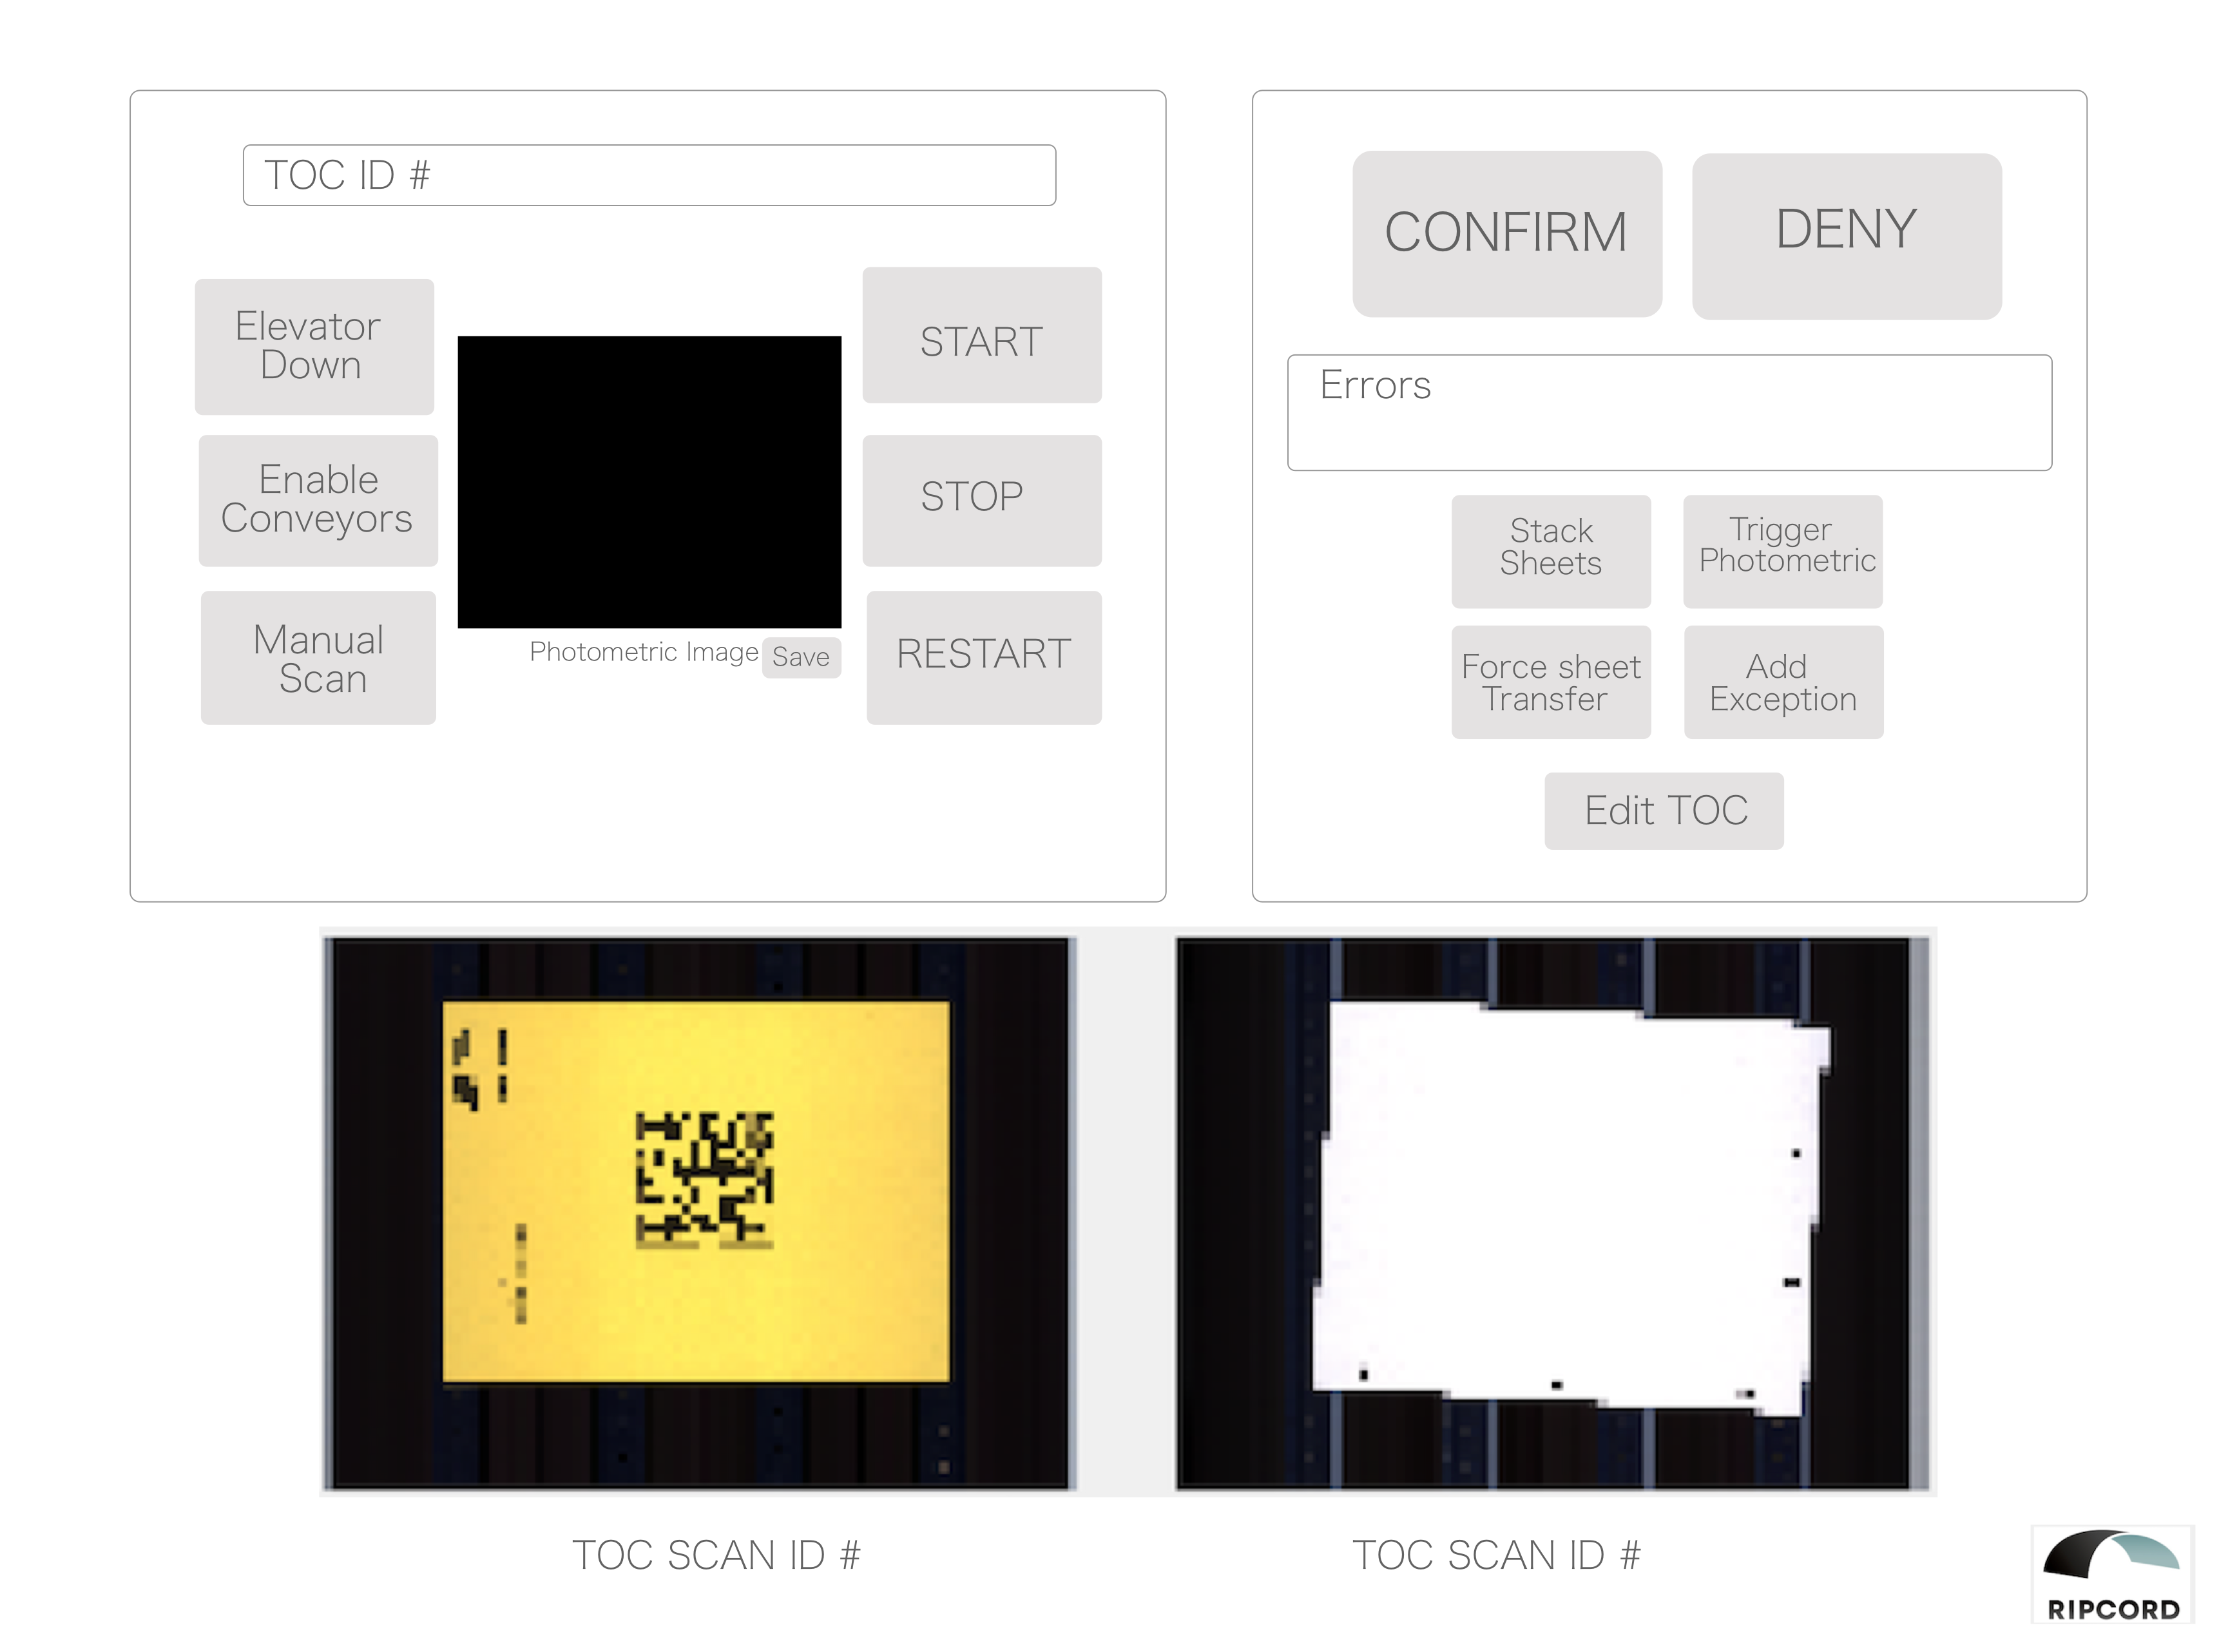 TOC ID #
Elevator
Down
Enable
Conveyors
Manual
Scan
Photometric Image
Save
START
STOP
RESTART
CONFIRM
DENY
Errors
Stack
Sheets
Trigger
Photometric
Force sheet
Transfer
Add
Exception
Edit TOC
TOC SCAN ID #
TOC SCAN ID #
RIPCORD